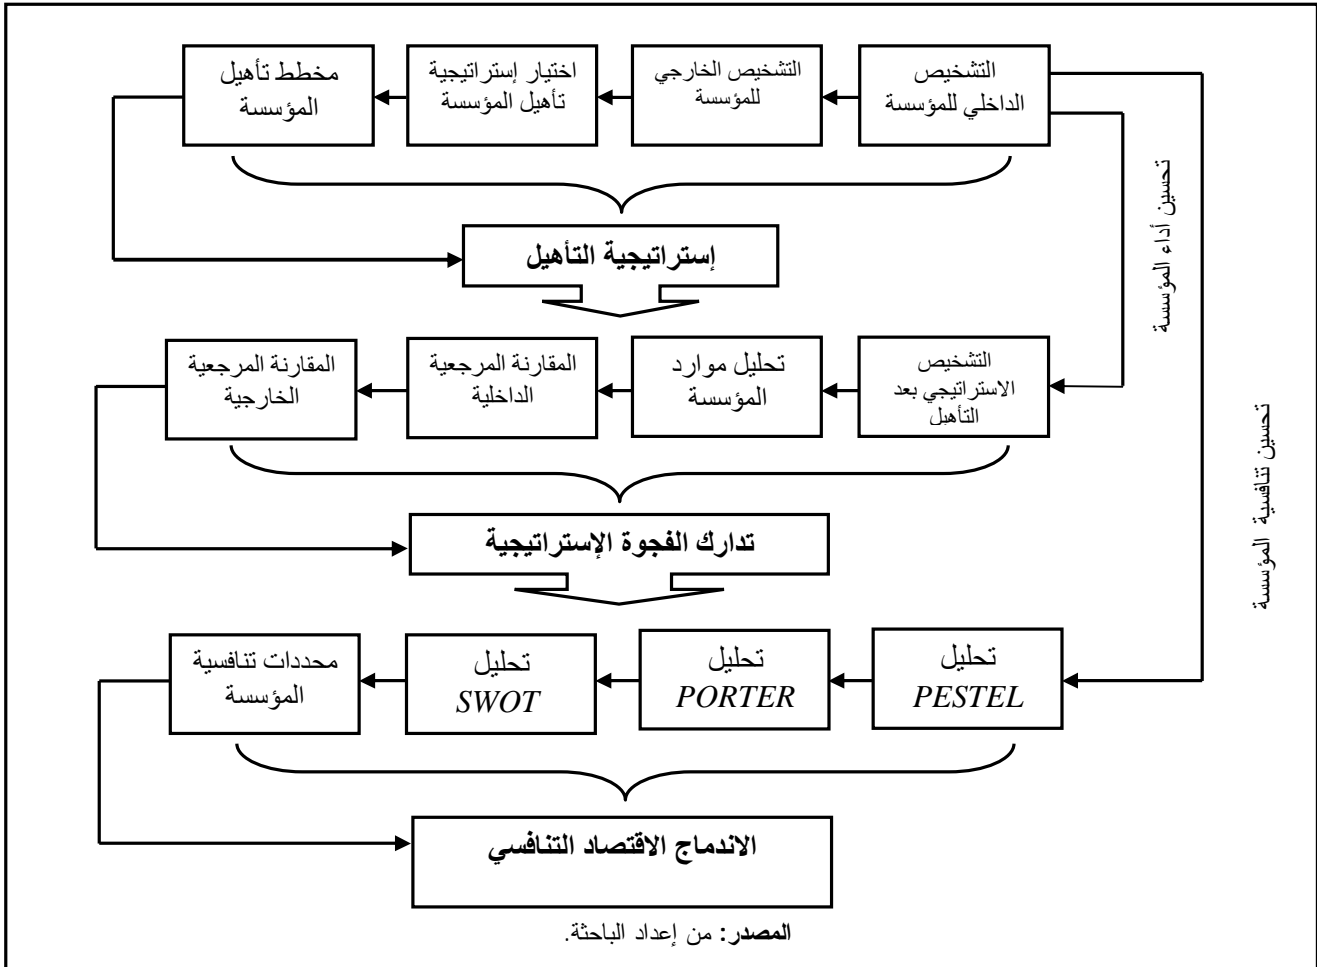 التشخيص
الداخلي للمؤسسة
التشخيص الخارجي
للمؤسسة
اختيار إستراتيجية
تأهيل المؤسسة
مخطط تأهيل
المؤسسة
تحسين أداء المؤسسة
تحسين تنافسية المؤسسة
إستراتيجية التأهيل
التشخيص
الاستراتيجي بعد
التأهيل
تحليل موارد
المؤسسة
المقارنة المرجعية
الداخلية
المقارنة المرجعية
الخارجية
تدارك الفجوة الإستراتيجية
تحليل
PESTEL
تحليل
PORTER
تحليل
SWOT
محددات تنافسية
المؤسسة
الاندماج الاقتصاد التنافسي
المصدر: من إعداد الباحثة.